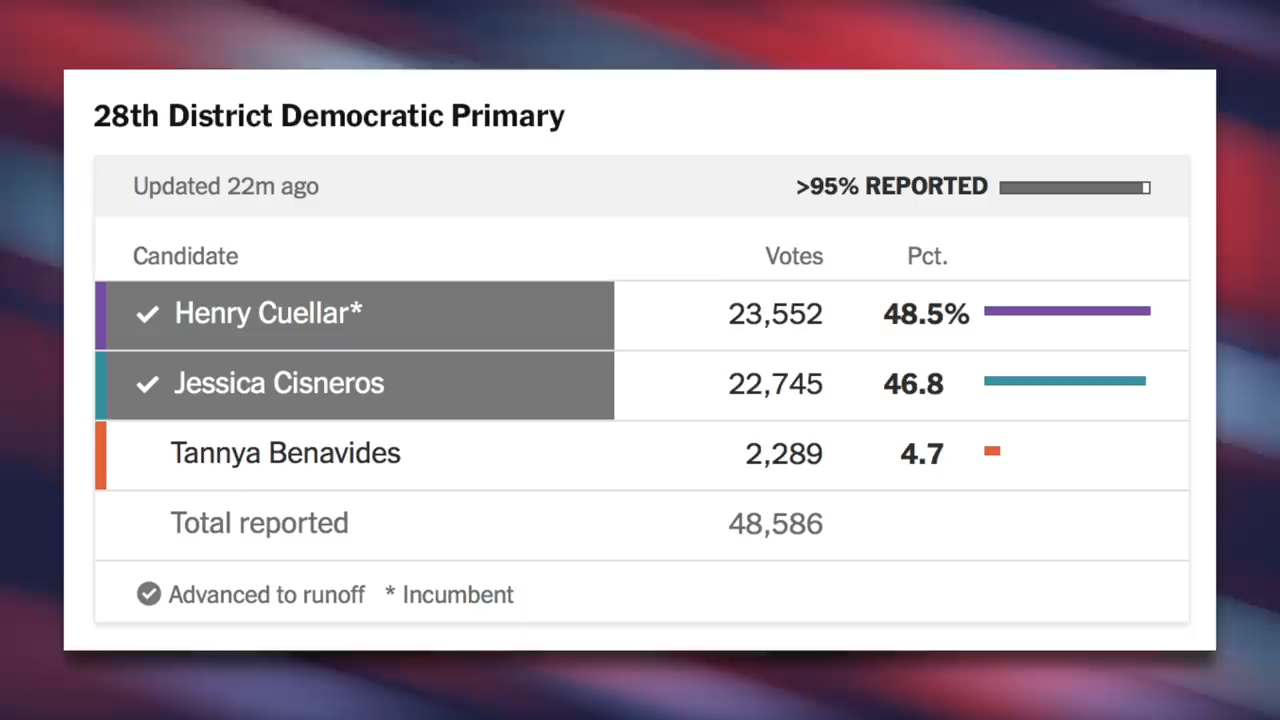 28th District Democratic Primary
Updated 22m ago >95% REPORTED
Candidate Votes Pct.
Henry Cuellar* 23,552 48.5%
Jessica Cisneros 22,745 46.8
Tannya Benavides 2,289 4.7
Total reported 48,586
Advanced to runoff * Incumbent